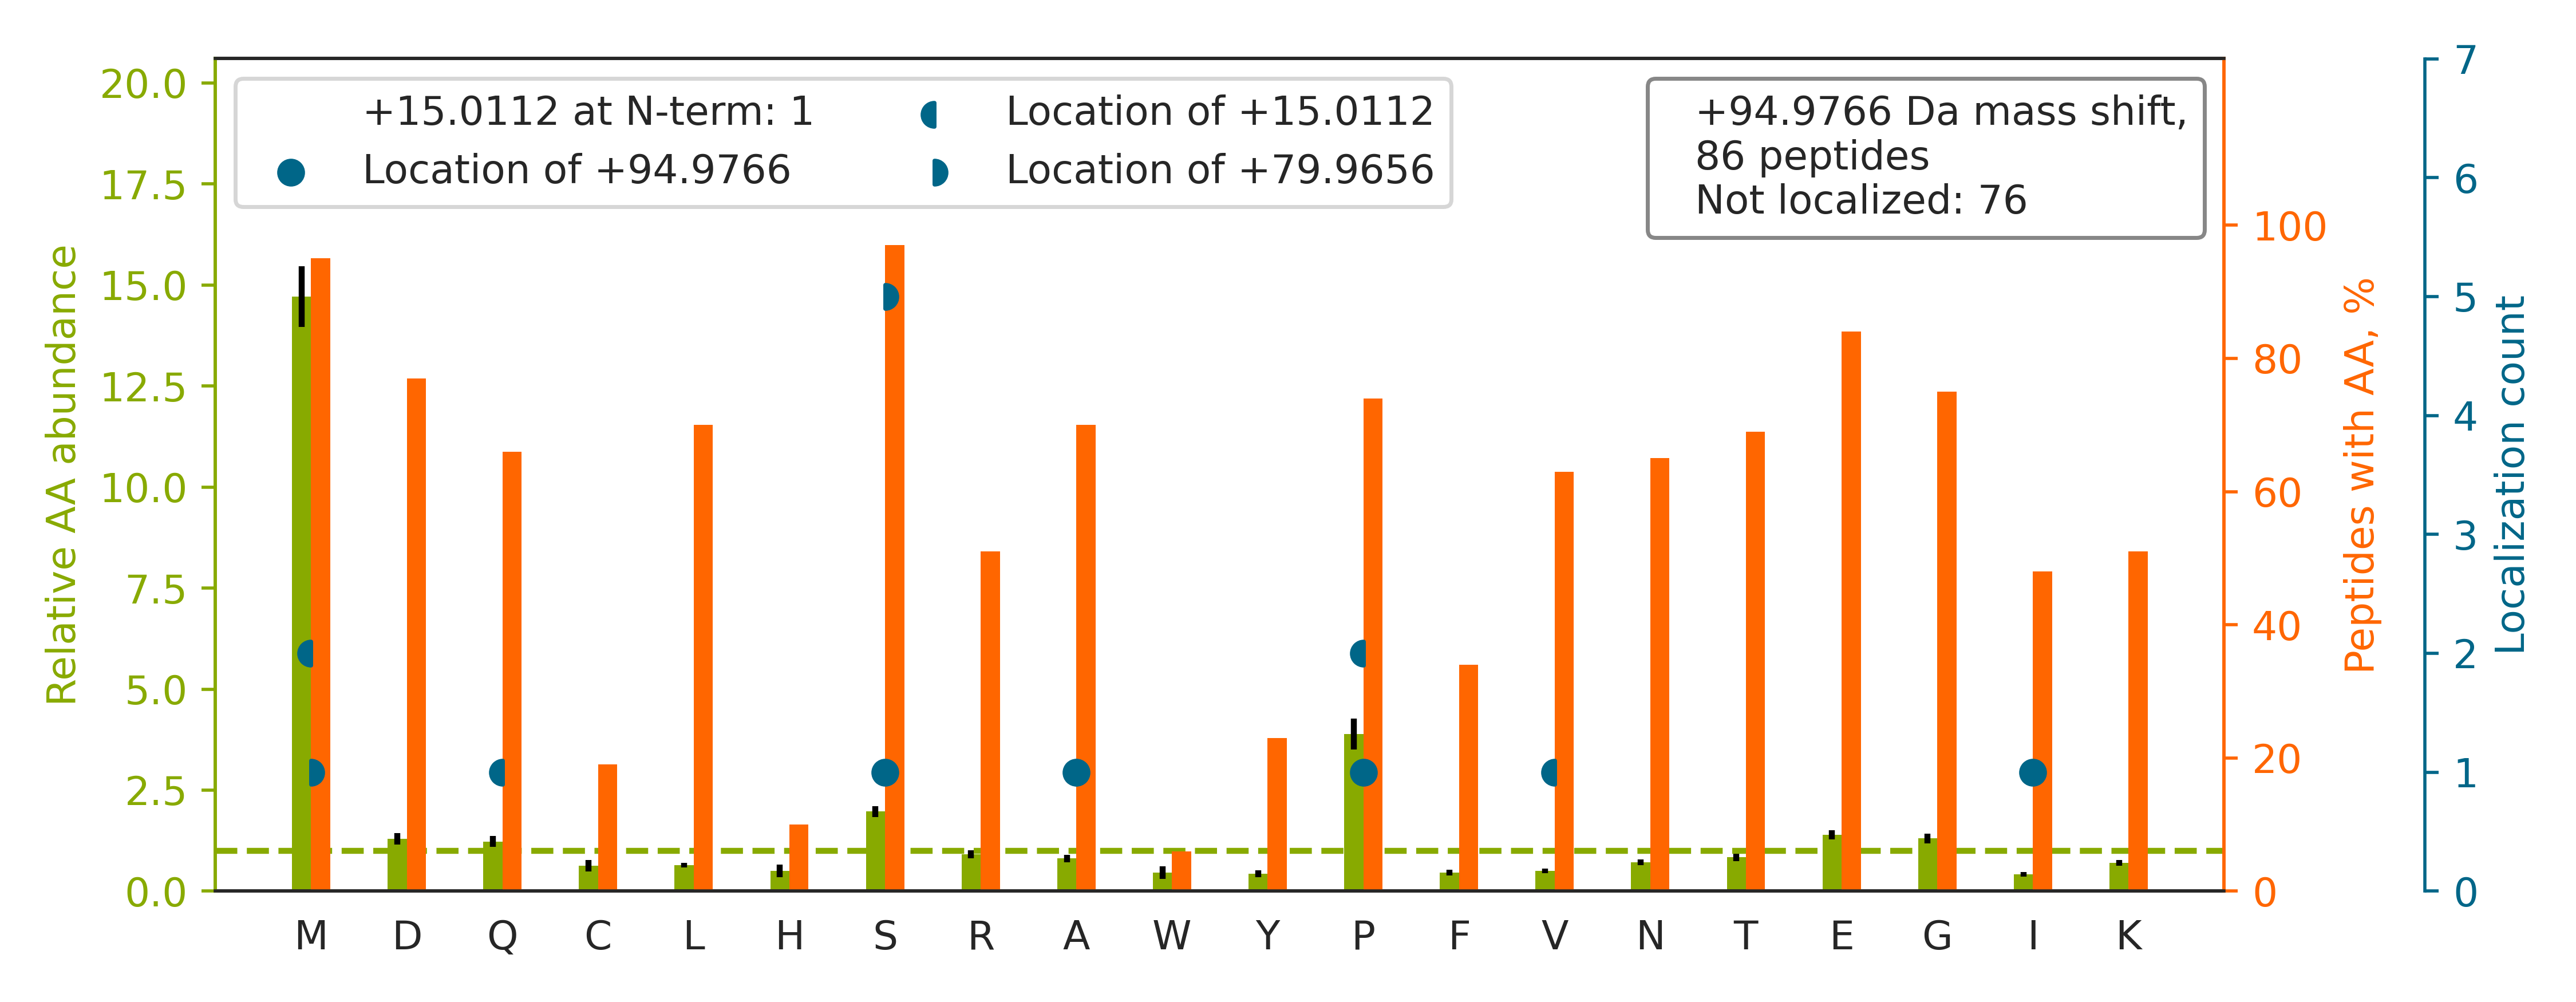 +15.0112 at N-term: 1
Location of +94.9766
Location of +15.0112
Location of +79.9656
+94.9766 Da mass shift,
86 peptides
Not localized: 76
Relative AA abundance
20.0
17.5
15.0
12.5
10.0
7.5
5.0
2.5
0.0
M D Q C L H S R A W Y P F V N T E G I K
100
80
60
40
20
0
Peptides with AA, %
7
6
5
4
3
2
1
0
Localization count